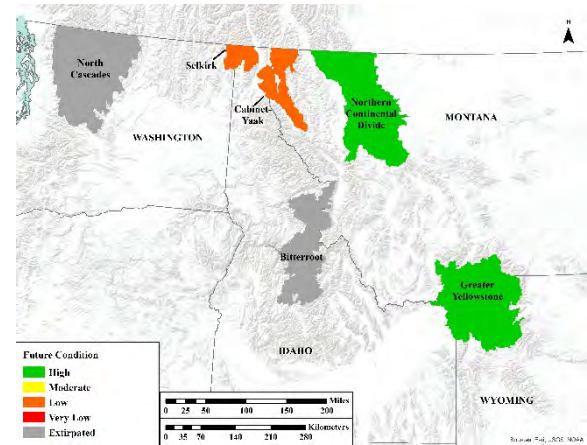 North
Cascades
Selkirk
Cabinet-
Yaak
Northern
Continental
Divide
MONTANA
WASHINGTON
Bitterroot
Greater
Yellowstone
IDAHO
WYOMING
N
Future Condition
High
Moderate
Low
Very Low
Extirpated
Miles
0 25 50 100 150 200
Kilometers
0 35 70 140 210 280